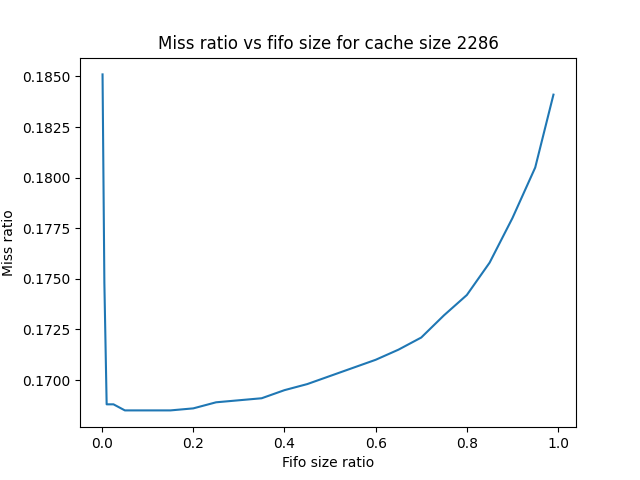 Miss ratio vs fifo size for cache size 2286
0.1850
0.1825
0.1800
0.1775
0.1750
0.1725
0.1700
Miss ratio
0.0 0.2 0.4 0.6 0.8 1.0
Fifo size ratio